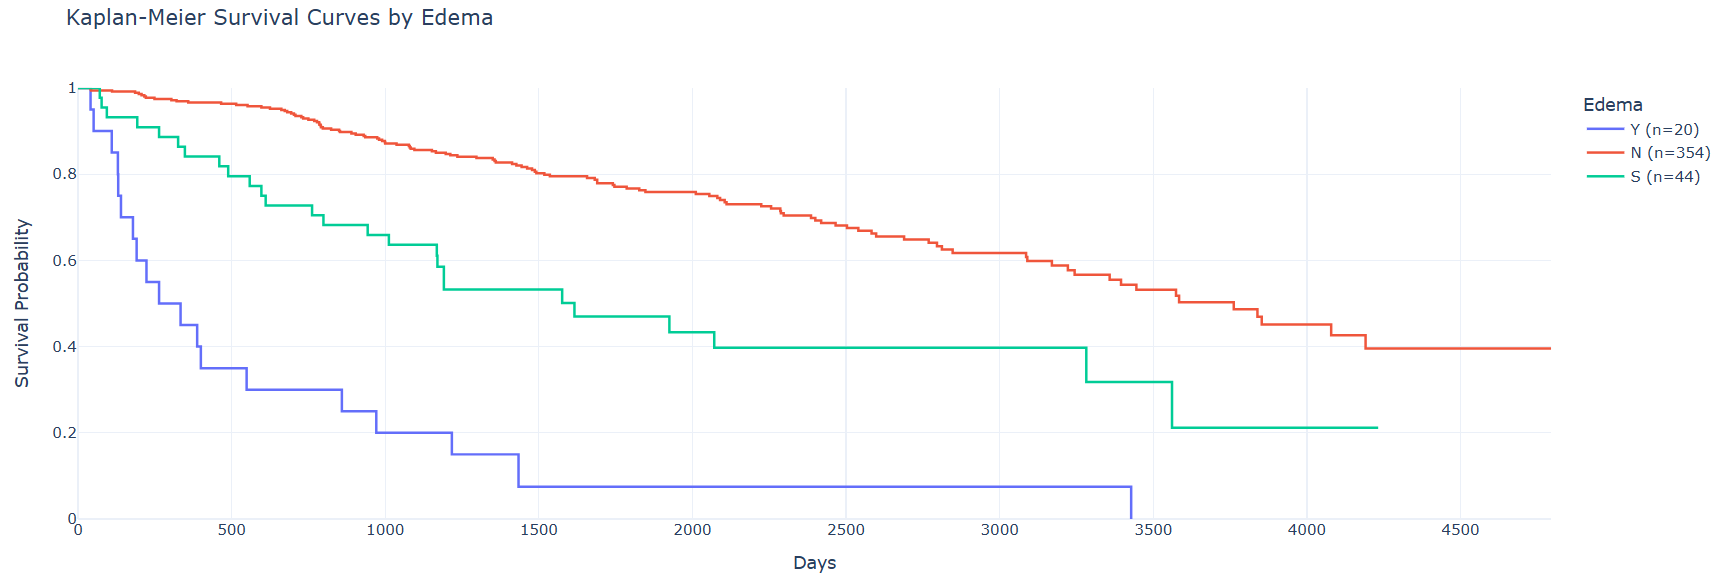 Kaplan-Meier Survival Curves by Edema
Edema
Y (n=20)
N (n=354)
S (n=44)
Survival Probability
1
0.8
0.6
0.4
0.2
0
0 500 1000 1500 2000 2500 3000 3500 4000 4500
Days